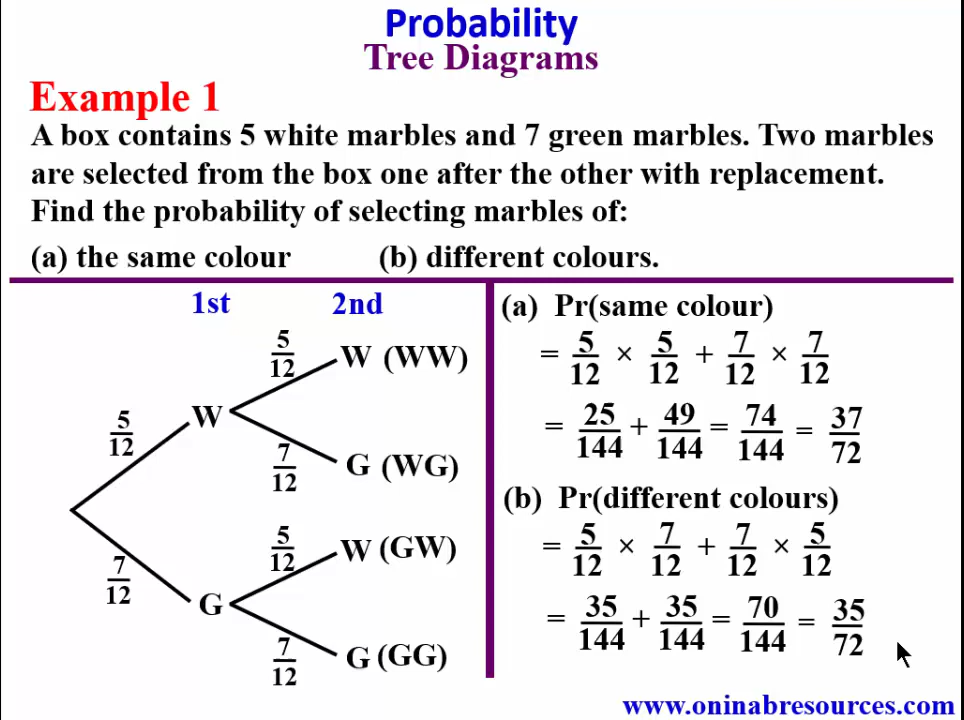 Probability
Tree Diagrams
Example 1
A box contains 5 white marbles and 7 green marbles. Two marbles
are selected from the box one after the other with replacement.
Find the probability of selecting marbles of:
(a) the same colour (b) different colours.
1st 2nd
5/12 W
5/12 W (WW)
7/12 G (WG)
7/12 G
5/12 W (GW)
7/12 G (GG)
(a) Pr(same colour)
= 5/12 × 5/12 + 7/12 × 7/12
= 25/144 + 49/144 = 74/144 = 37/72
(b) Pr(different colours)
= 5/12 × 7/12 + 7/12 × 5/12
= 35/144 + 35/144 = 70/144 = 35/72
www.oninabresources.com